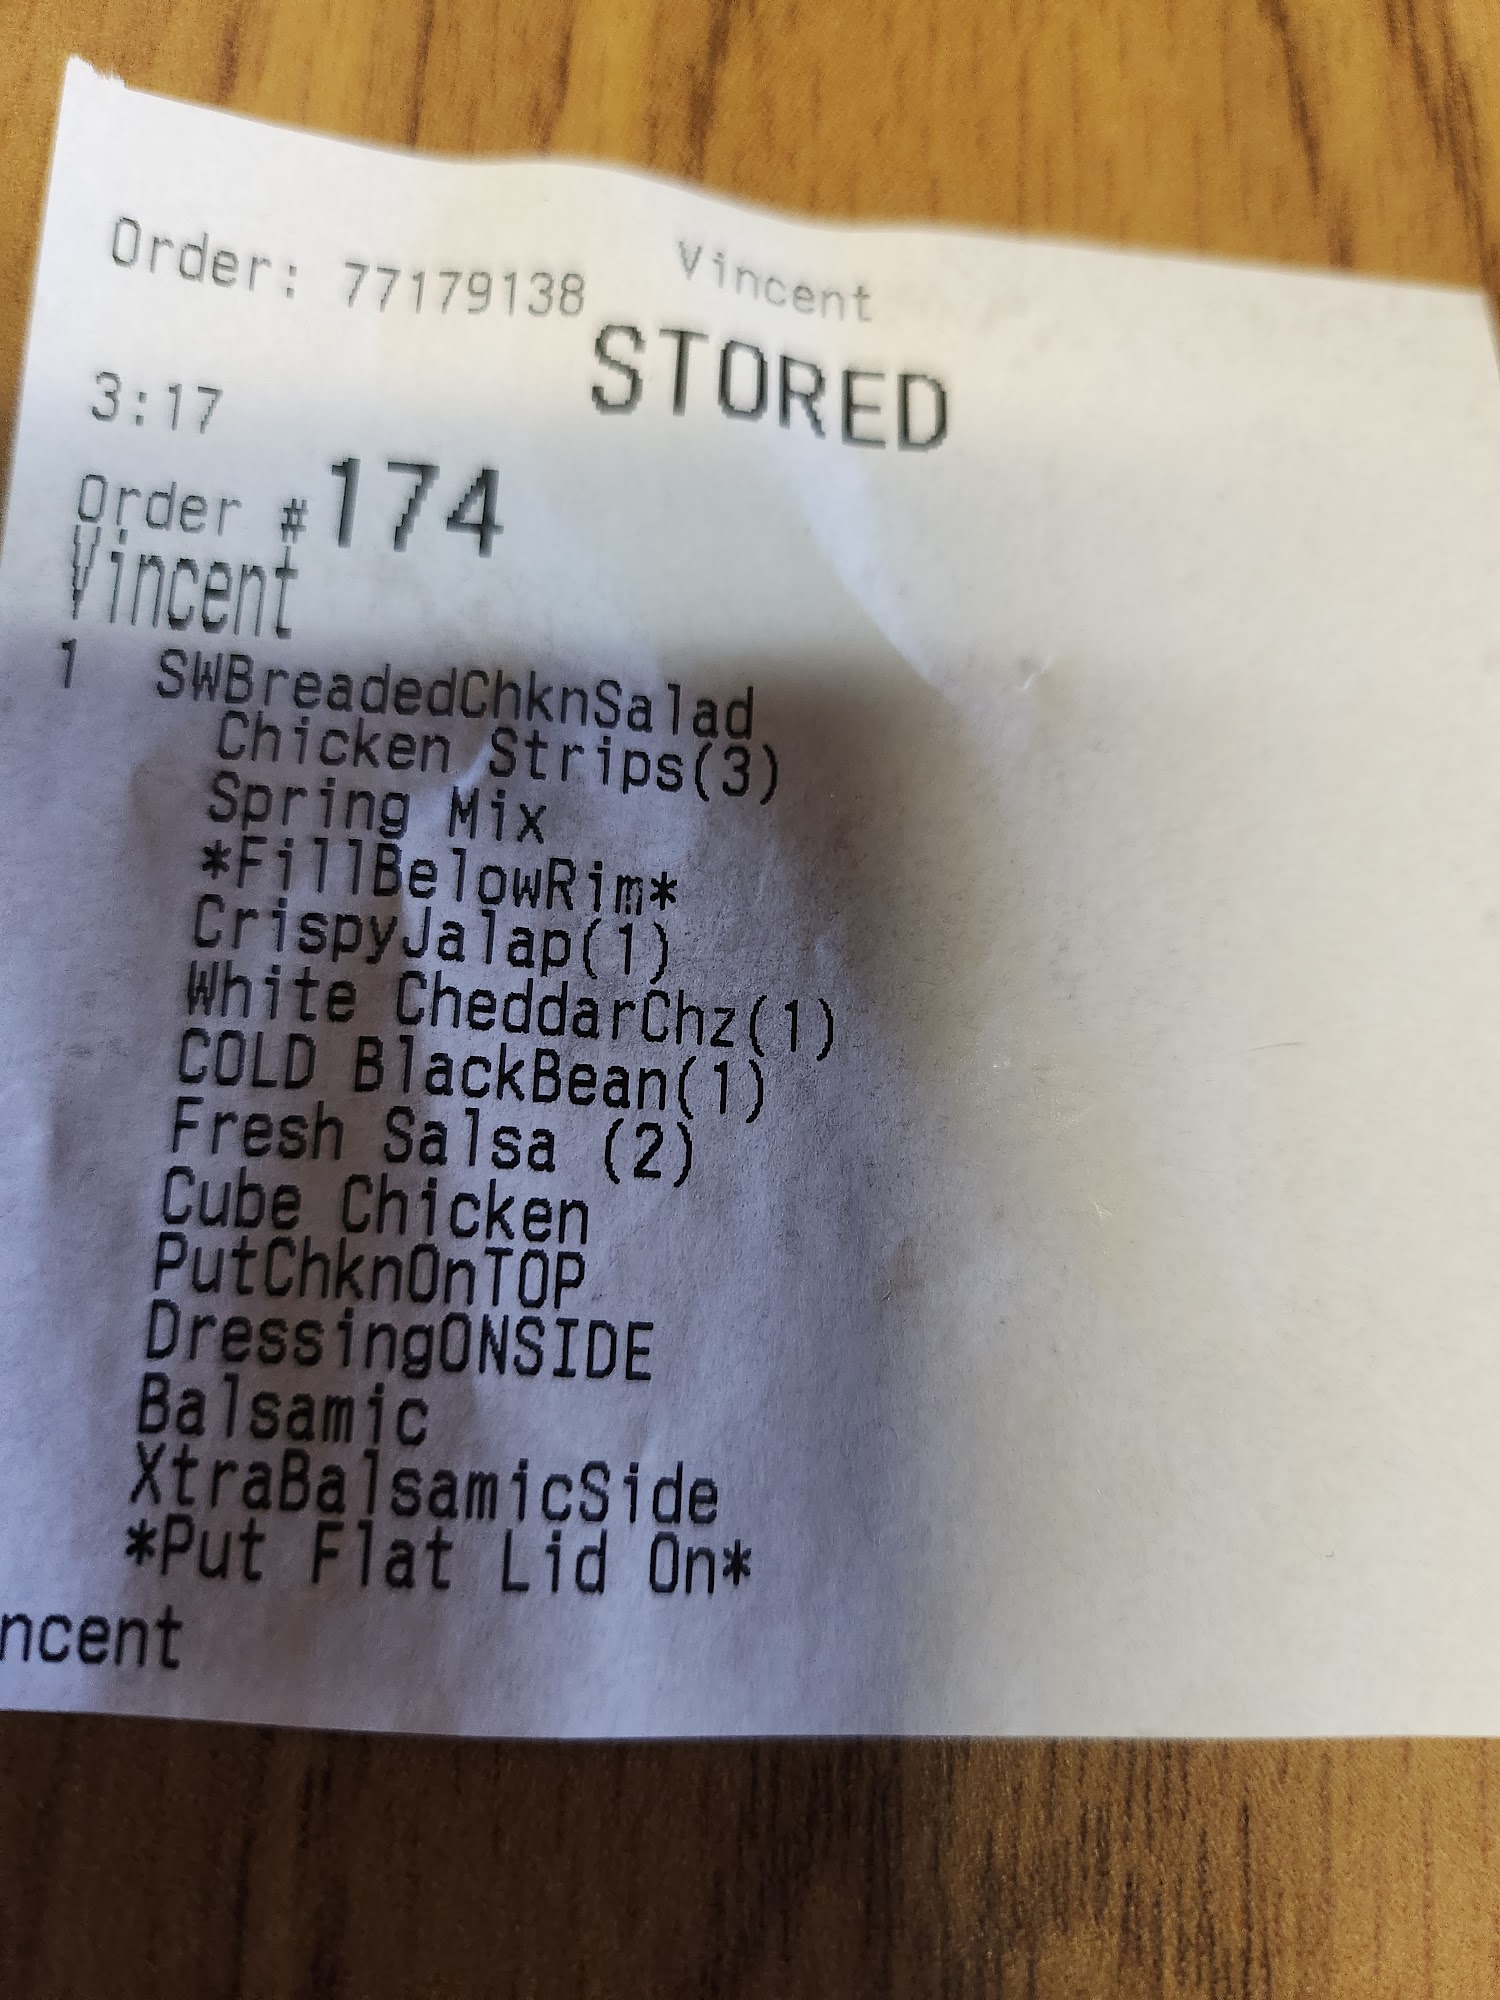 Order: 77179138 Vincent
STORED
3:17
Order #174
Vincent
1 SWBreadedChknSalad
Chicken Strips(3)
Spring Mix
*FillBelowRim*
CrispyJalap(1)
White CheddarChz(1)
COLD BlackBean(1)
Fresh Salsa (2)
Cube Chicken
PutChknOnTOP
DressingONSIDE
Balsamic
XtraBalsamicSide
*Put Flat Lid On*
ncent